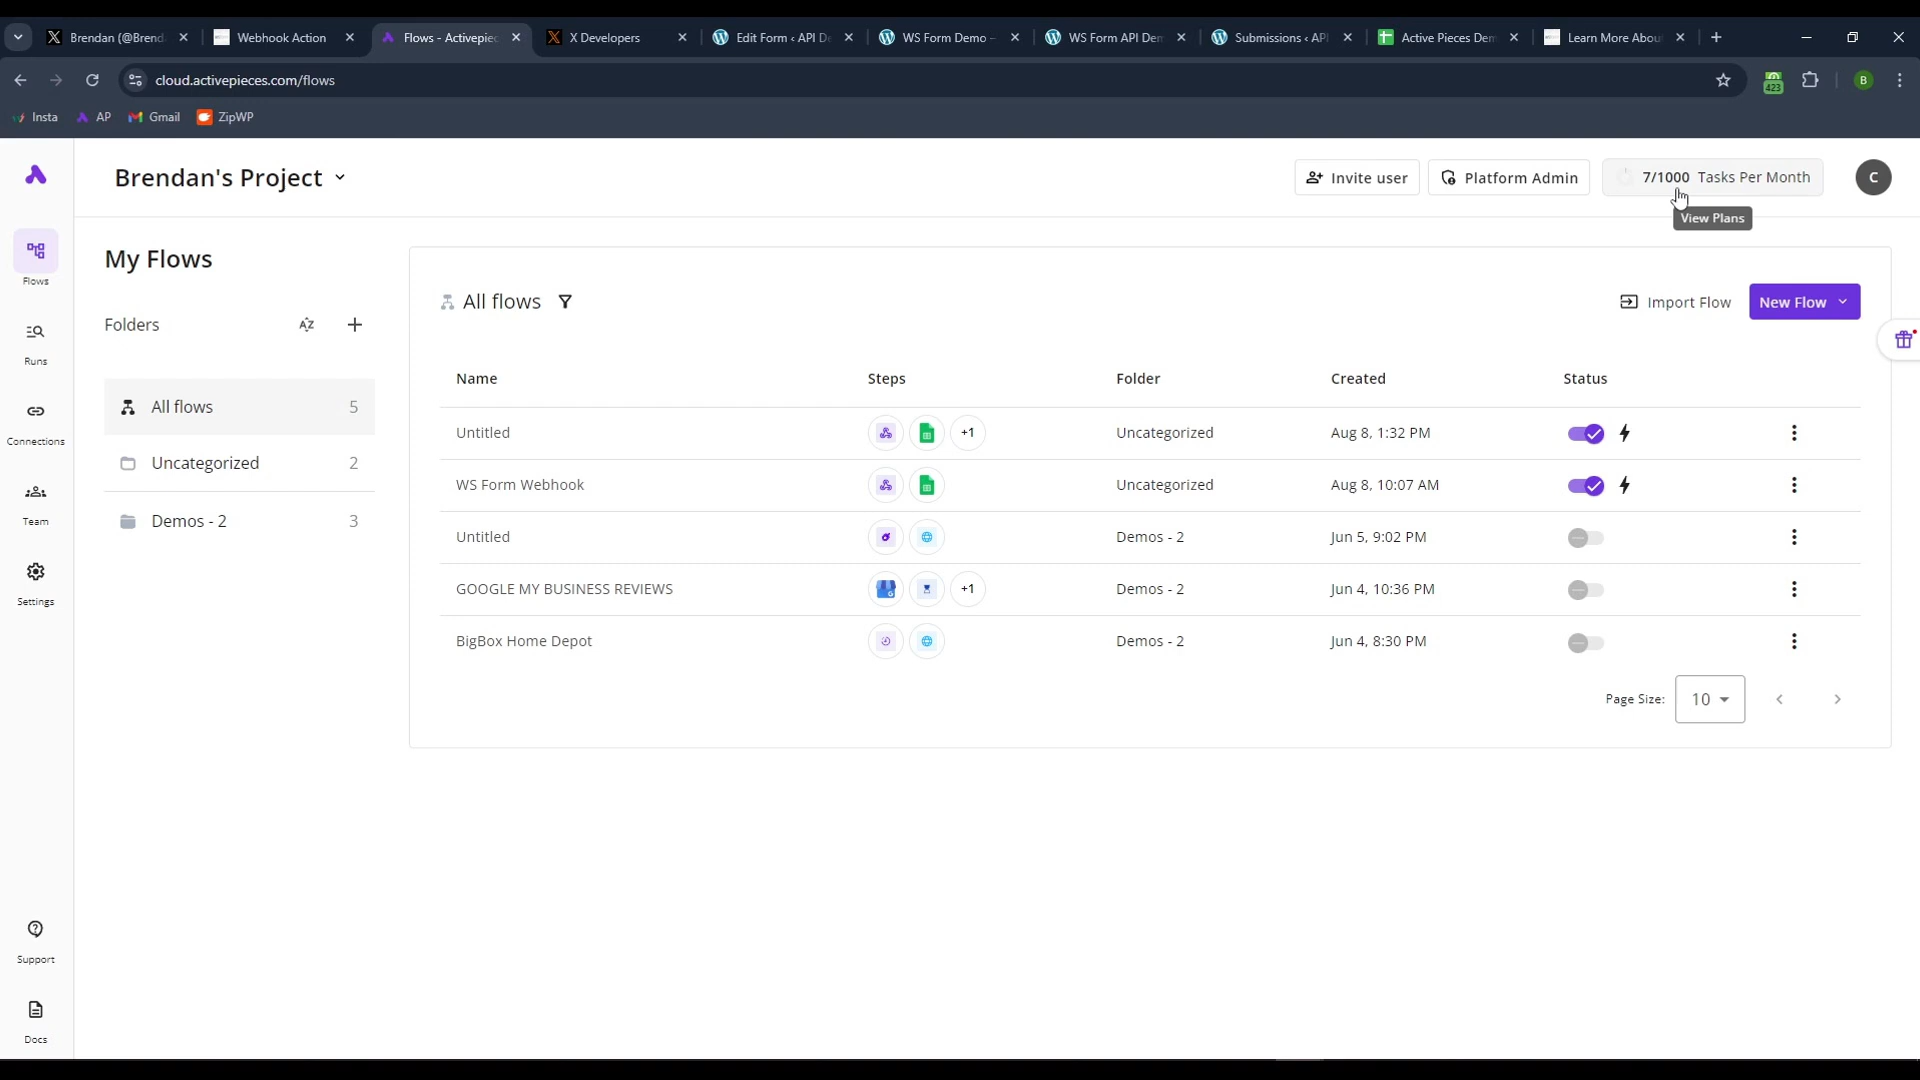 Brendan (@Brend
Webhook Action
Flows - Activepiec
X Developers
Edit Form ‹ API D
WS Form Demo –
WS Form API Den
Submissions ‹ API
Active Pieces Dem
Learn More Abou
cloud.activepieces.com/flows
423
B
Insta
AP
Gmail
ZipWP
Brendan's Project
Invite user
Platform Admin
7/1000 Tasks Per Month
C
View Plans
Flows
Runs
Connections
Team
Settings
Support
Docs
My Flows
Folders
AZ
All flows 5
Uncategorized 2
Demos - 2 3
All flows
Import Flow
New Flow
Name Steps Folder Created Status
Untitled +1 Uncategorized Aug 8, 1:32 PM
WS Form Webhook Uncategorized Aug 8, 10:07 AM
Untitled Demos - 2 Jun 5, 9:02 PM
GOOGLE MY BUSINESS REVIEWS +1 Demos - 2 Jun 4, 10:36 PM
BigBox Home Depot Demos - 2 Jun 4, 8:30 PM
Page Size: 10